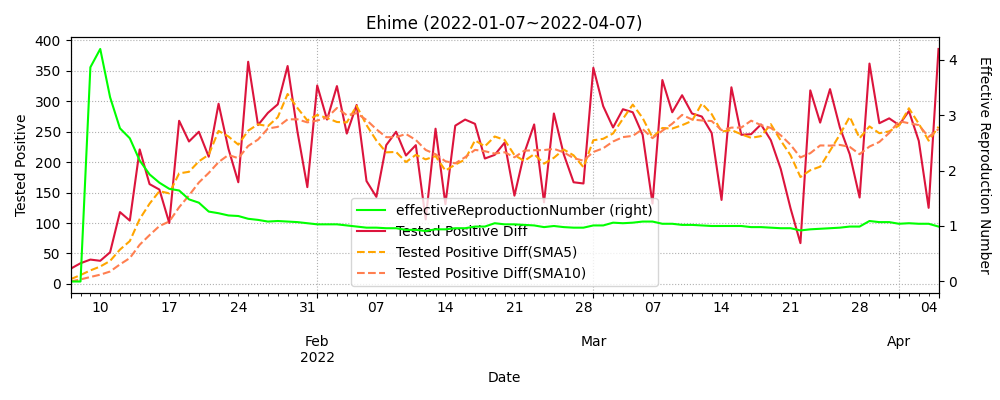 Ehime (2022-01-07~2022-04-07)
Tested Positive
400
350
300
250
200
150
100
50
0
4
3
2
1
0
Effective Reproduction Number
effectiveReproductionNumber (right)
Tested Positive Diff
Tested Positive Diff(SMA5)
Tested Positive Diff(SMA10)
10 17 24 31 07 14 21 28 07 14 21 28 04
Feb Mar Apr
2022
Date